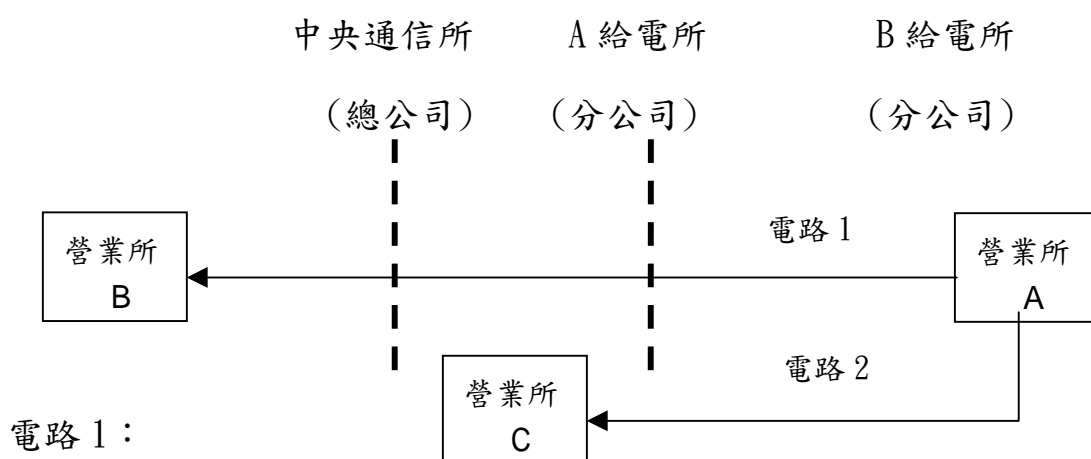 中央通信所 A給電所 B給電所
(總公司) (分公司) (分公司)
電路1
營業所
B
營業所
A
電路2
營業所
C
電路1：